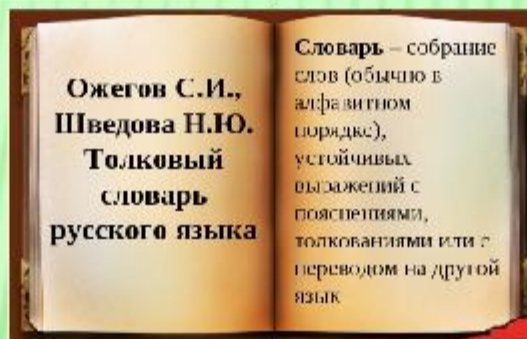 Ожегов С.И.,
Шведова Н.Ю.
Толковый
словарь
русского языка
Словарь – собрание
слов (обычно в
алфавитном
порядке),
устойчивых
выражений с
пояснениями,
толкованиями или с
переводом на другой
язык